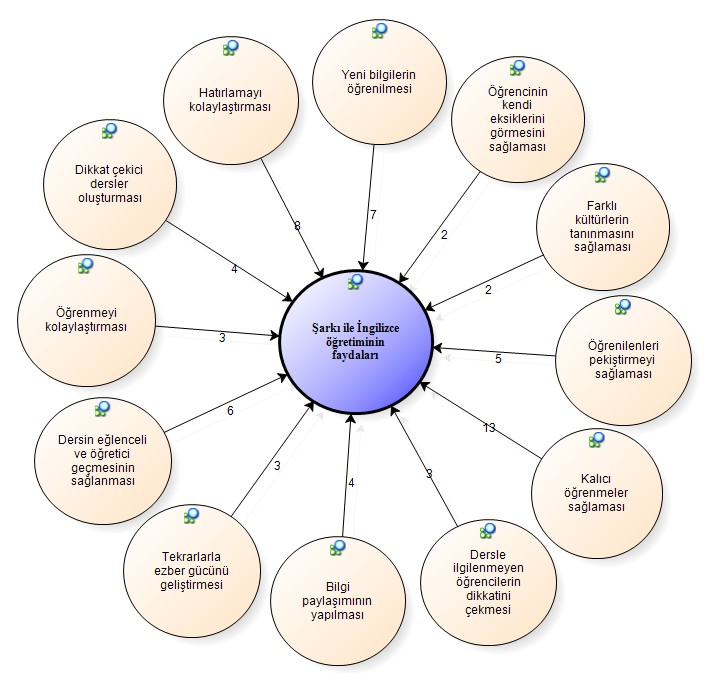 Yeni bilgilerin
öğrenilmesi
7
Öğrencinin
kendi
eksiklerini
görmesini
sağlaması
2
Farklı
kültürlerin
tanınmasını
sağlaması
2
Öğrenilenleri
pekiştirmeyi
sağlaması
5
Kalıcı
öğrenmeler
sağlaması
13
Dersle
ilgilenmeyen
öğrencilerin
dikkatini
çekmesi
3
Bilgi
paylaşımının
yapılması
4
Tekrarlarla
ezber gücünü
geliştirmesi
3
Dersin eğlenceli
ve öğretici
geçmesinin
sağlanması
6
Öğrenmeyi
kolaylaştırması
3
Dikkat çekici
dersler
oluşturması
4
Hatırlamayı
kolaylaştırması
8
Şarkı ile İngilizce
öğretiminin
faydaları